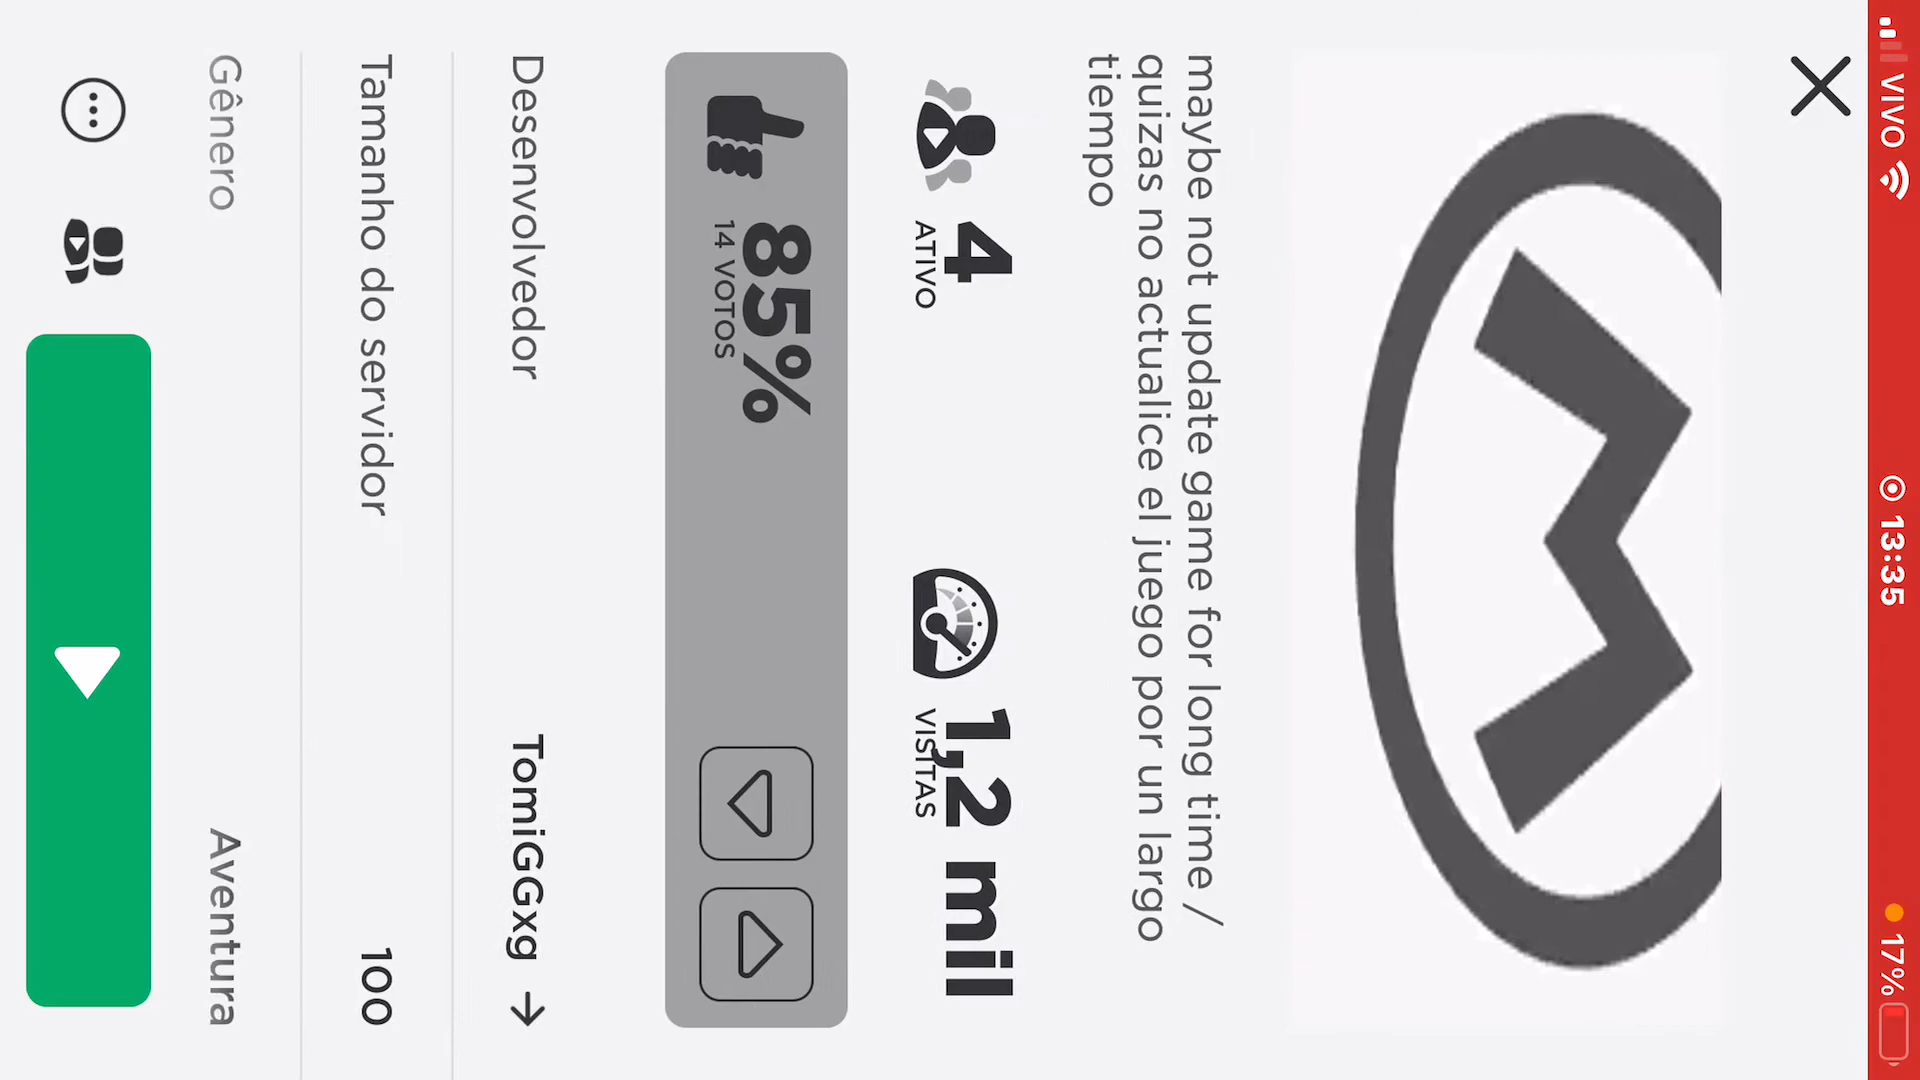 VIVO
13:35
17%
maybe not update game for long time /
quizas no actualice el juego por un largo
tiempo
4
ATIVO
1,2 mil
VISITAS
85%
14 VOTOS
Desenvolvedor
TomiGGxg
Tamanho do servidor
100
Gênero
Aventura